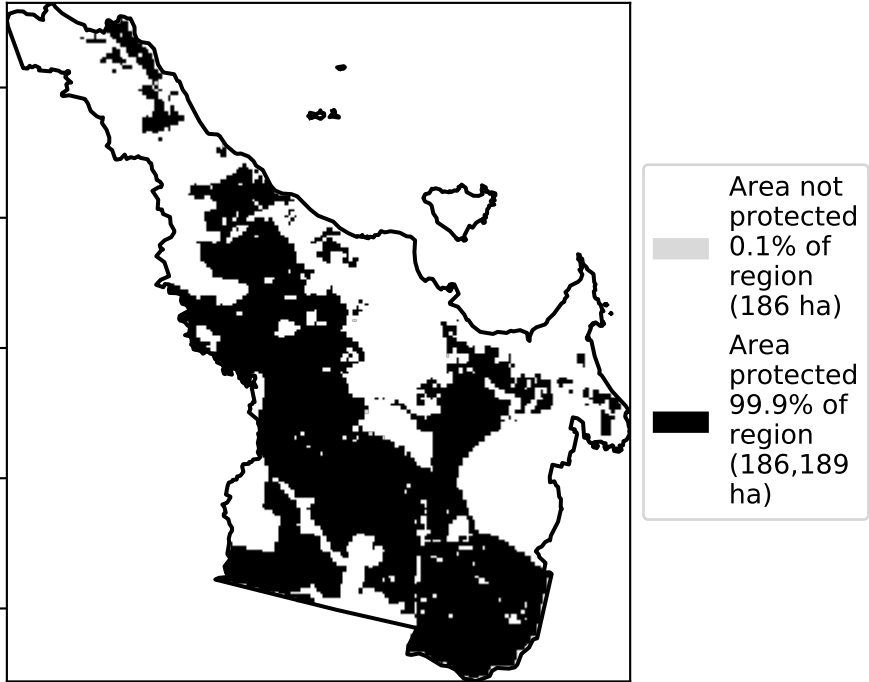 Area not
protected
0.1% of
region
(186 ha)
Area
protected
99.9% of
region
(186,189
ha)